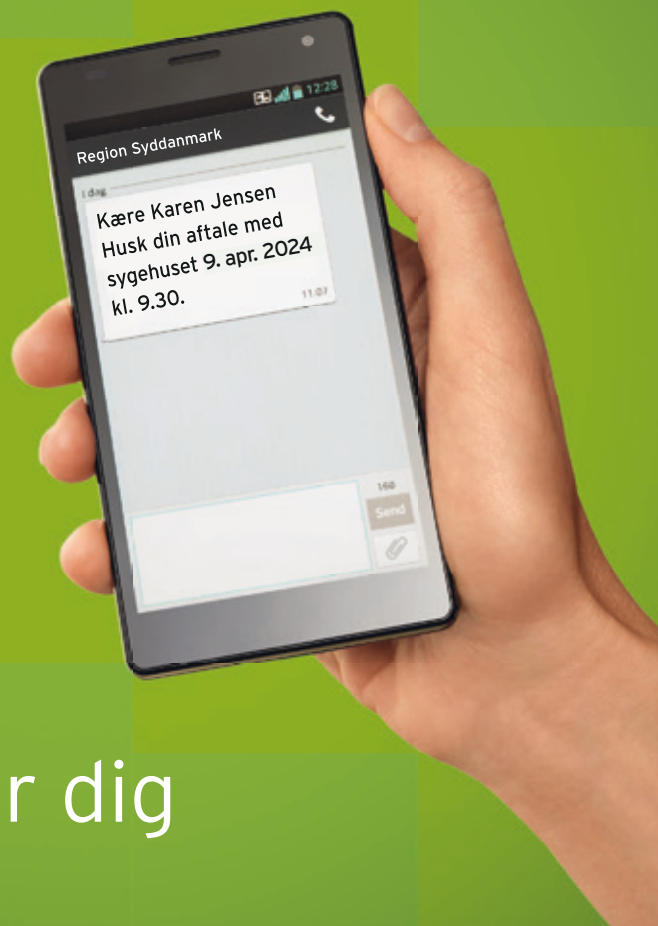 12:28
Region Syddanmark
I dag
Kære Karen Jensen
Husk din aftale med
sygehuset 9. apr. 2024
kl. 9.30.
11:07
160
Send
r dig